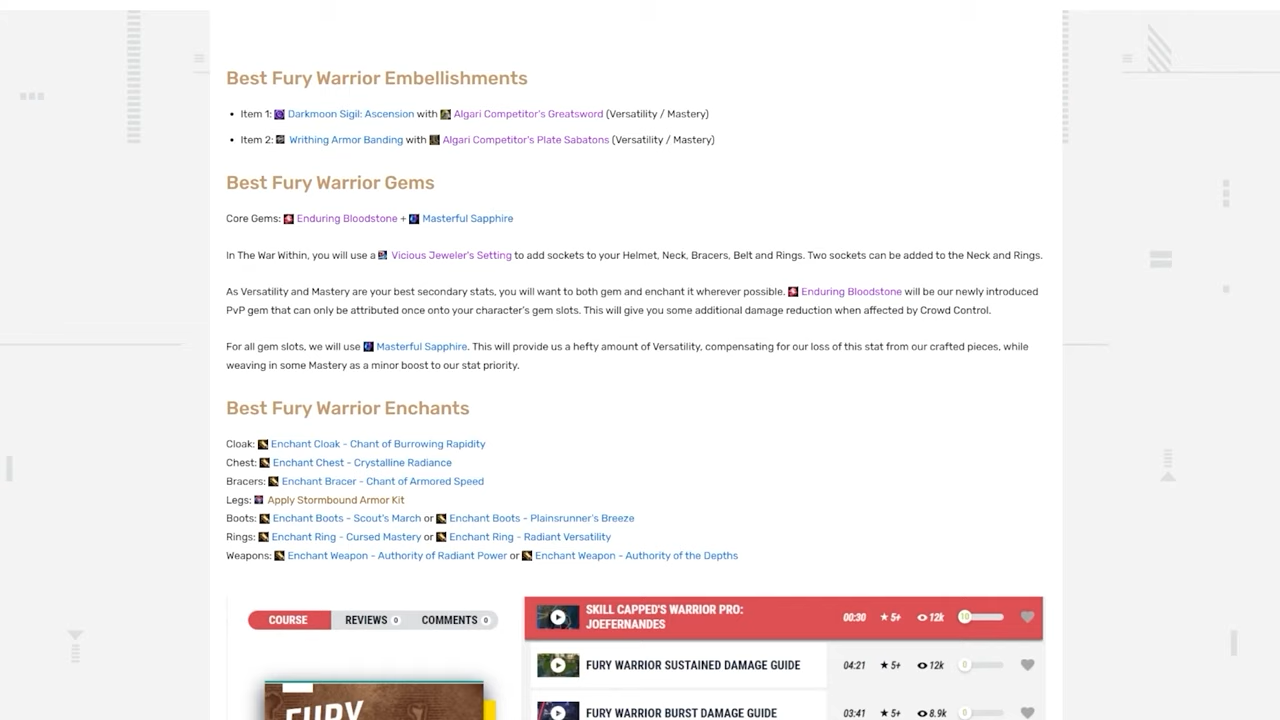 Best Fury Warrior Embellishments
Item 1: Darkmoon Sigil: Ascension with Algari Competitor's Greatsword (Versatility / Mastery)
Item 2: Writhing Armor Banding with Algari Competitor's Plate Sabatons (Versatility / Mastery)
Best Fury Warrior Gems
Core Gems: Enduring Bloodstone + Masterful Sapphire
In The War Within, you will use a Vicious Jeweler's Setting to add sockets to your Helmet, Neck, Bracers, Belt and Rings. Two sockets can be added to the Neck and Rings.
As Versatility and Mastery are your best secondary stats, you will want to both gem and enchant it wherever possible. Enduring Bloodstone will be our newly introduced
PvP gem that can only be attributed once onto your character's gem slots. This will give you some additional damage reduction when affected by Crowd Control.
For all gem slots, we will use Masterful Sapphire. This will provide us a hefty amount of Versatility, compensating for our loss of this stat from our crafted pieces, while
weaving in some Mastery as a minor boost to our stat priority.
Best Fury Warrior Enchants
Cloak: Enchant Cloak - Chant of Burrowing Rapidity
Chest: Enchant Chest - Crystalline Radiance
Bracers: Enchant Bracer - Chant of Armored Speed
Legs: Apply Stormbound Armor Kit
Boots: Enchant Boots - Scout's March or Enchant Boots - Plainsrunner's Breeze
Rings: Enchant Ring - Cursed Mastery or Enchant Ring - Radiant Versatility
Weapons: Enchant Weapon - Authority of Radiant Power or Enchant Weapon - Authority of the Depths
COURSE REVIEWS 0 COMMENTS 0
SKILL CAPPED'S WARRIOR PRO:
JOEFERNANDES
00:30 5+ 12k 10
FURY WARRIOR SUSTAINED DAMAGE GUIDE 04:21 5+ 12k 0
FURY WARRIOR BURST DAMAGE GUIDE 03:41 5+ 8.9k 0
FURY